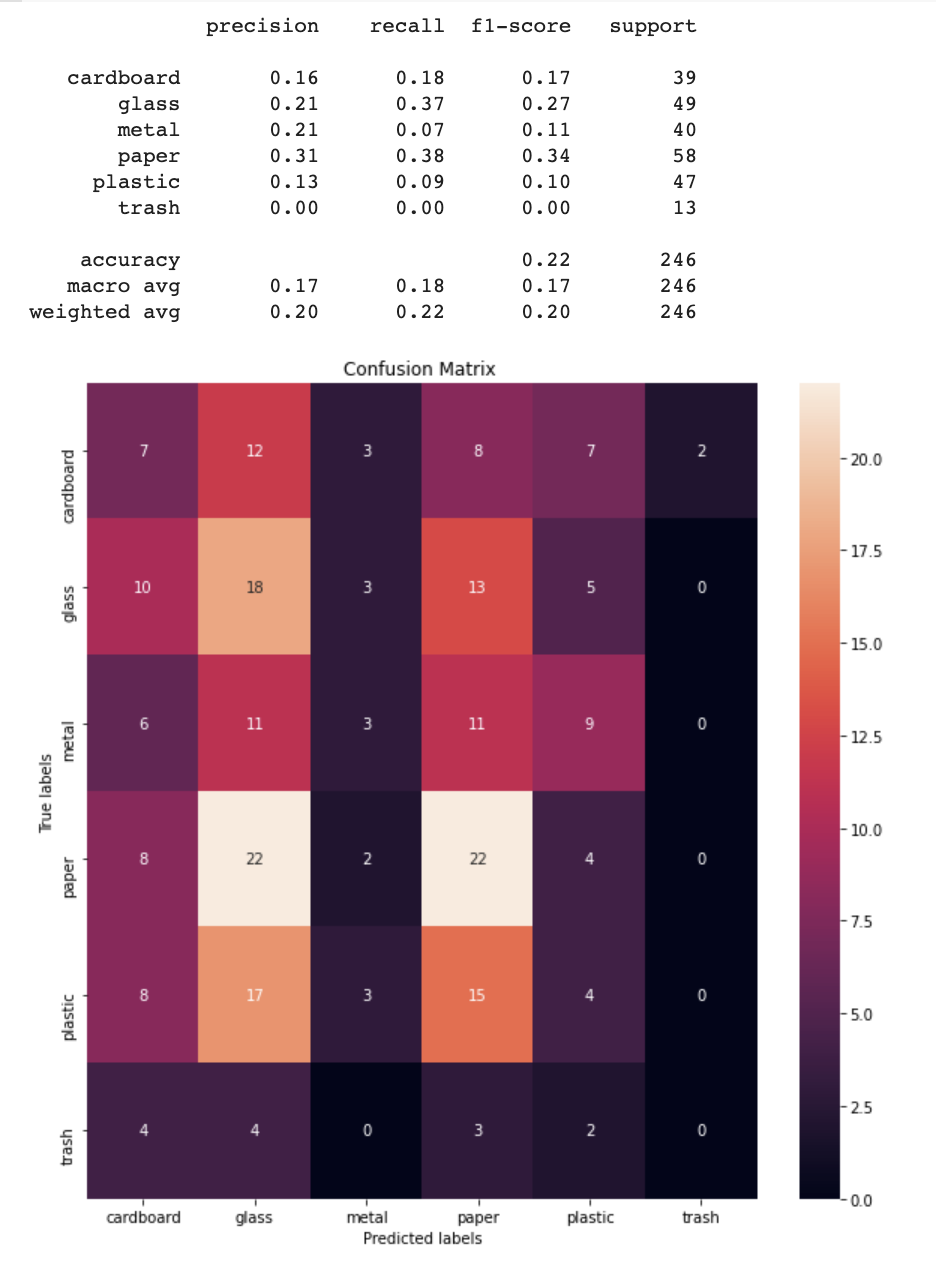 precision recall f1-score support
cardboard 0.16 0.18 0.17 39
glass 0.21 0.37 0.27 49
metal 0.21 0.07 0.11 40
paper 0.31 0.38 0.34 58
plastic 0.13 0.09 0.10 47
trash 0.00 0.00 0.00 13
accuracy 0.22 246
macro avg 0.17 0.18 0.17 246
weighted avg 0.20 0.22 0.20 246
Confusion Matrix
cardboard 7 12 3 8 7 2
glass 10 18 3 13 5 0
metal 6 11 3 11 9 0
paper 8 22 2 22 4 0
plastic 8 17 3 15 4 0
trash 4 4 0 3 2 0
True labels
cardboard glass metal paper plastic trash
Predicted labels
20.0
17.5
15.0
12.5
10.0
7.5
5.0
2.5
0.0